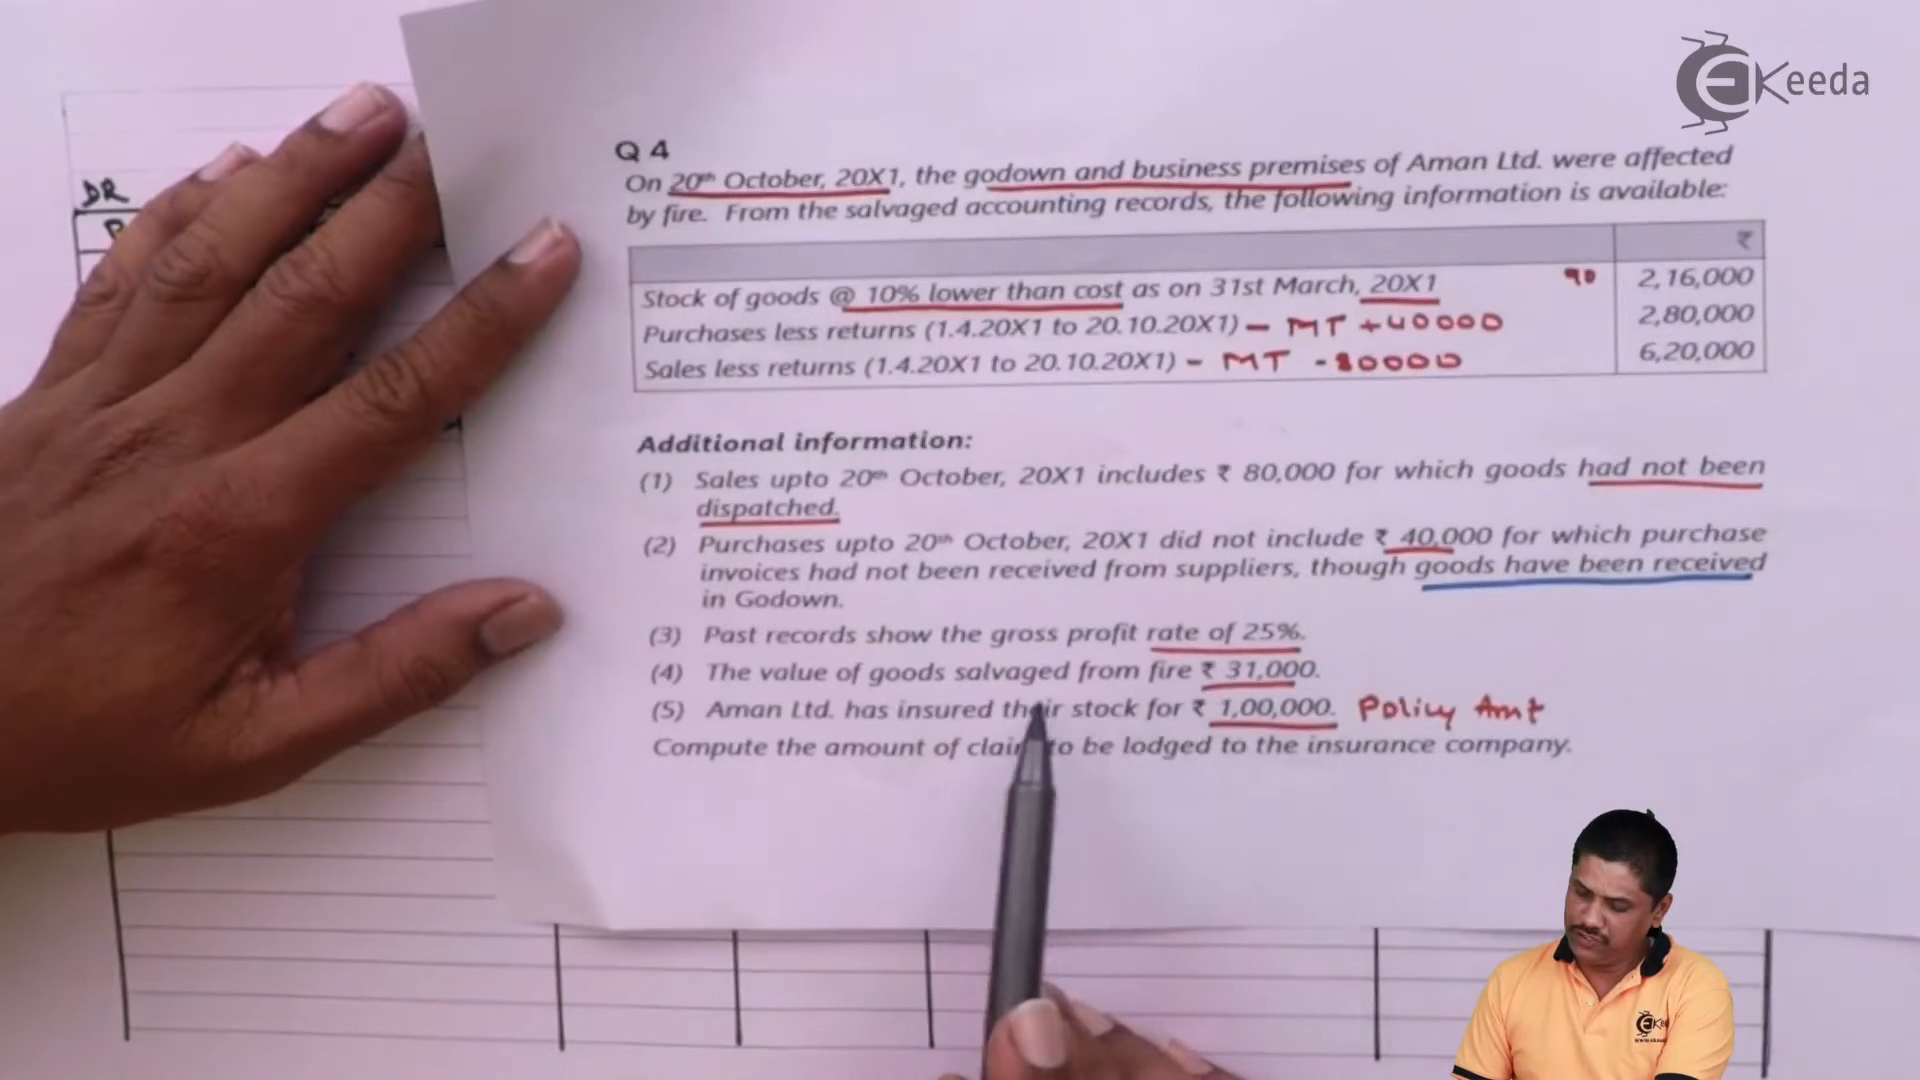 eKeeda
DR
Q 4
On 20th October, 20X1, the godown and business premises of Aman Ltd. were affected
by fire. From the salvaged accounting records, the following information is available:
₹
Stock of goods @ 10% lower than cost as on 31st March, 20X1 90 2,16,000
Purchases less returns (1.4.20X1 to 20.10.20X1) - MT +40000 2,80,000
Sales less returns (1.4.20X1 to 20.10.20X1) - MT -80000 6,20,000
Additional information:
(1) Sales upto 20th October, 20X1 includes ₹ 80,000 for which goods had not been
dispatched.
(2) Purchases upto 20th October, 20X1 did not include ₹ 40,000 for which purchase
invoices had not been received from suppliers, though goods have been received
in Godown.
(3) Past records show the gross profit rate of 25%.
(4) The value of goods salvaged from fire ₹ 31,000.
(5) Aman Ltd. has insured their stock for ₹ 1,00,000. Policy Amt
Compute the amount of claim to be lodged to the insurance company.